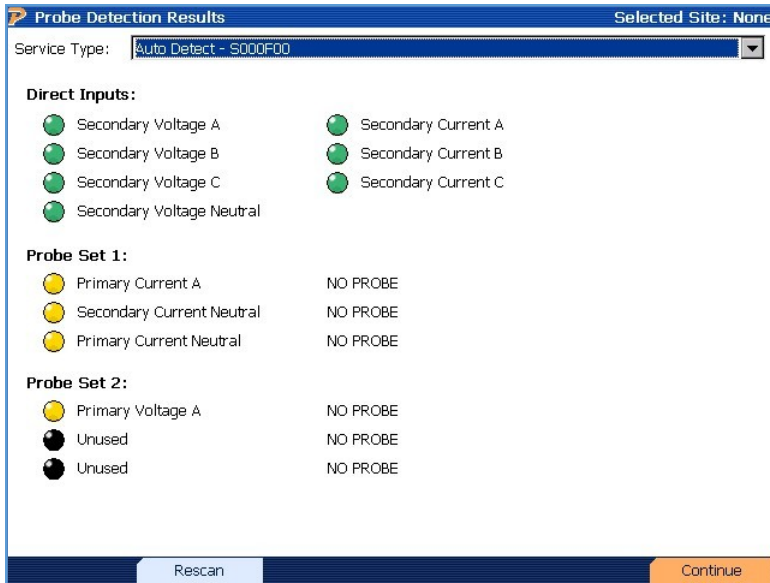 Probe Detection Results Selected Site: None
Service Type: Auto Detect - S000F00
Direct Inputs:
Secondary Voltage A Secondary Current A
Secondary Voltage B Secondary Current B
Secondary Voltage C Secondary Current C
Secondary Voltage Neutral
Probe Set 1:
Primary Current A NO PROBE
Secondary Current Neutral NO PROBE
Primary Current Neutral NO PROBE
Probe Set 2:
Primary Voltage A NO PROBE
Unused NO PROBE
Unused NO PROBE
Rescan Continue